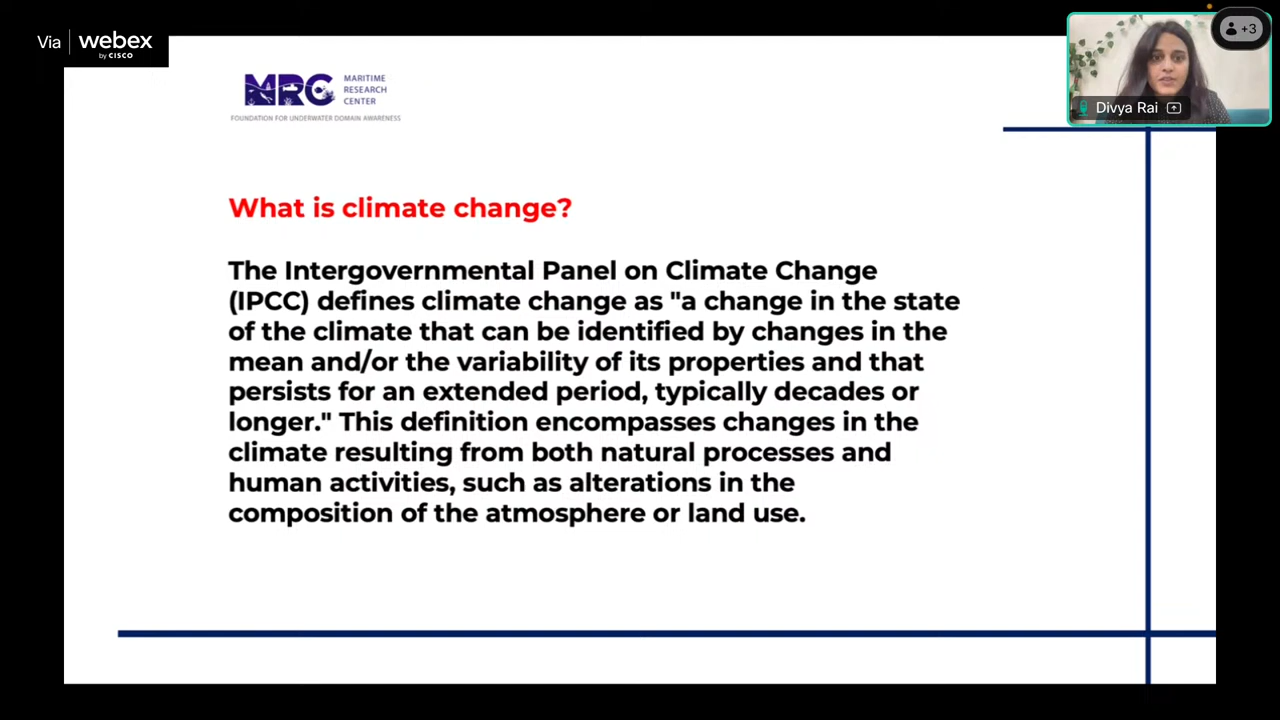 Via webex
by CISCO
MRC MARITIME
RESEARCH
CENTER
FOUNDATION FOR UNDERWATER DOMAIN AWARENESS
+3
Divya Rai
What is climate change?
The Intergovernmental Panel on Climate Change
(IPCC) defines climate change as "a change in the state
of the climate that can be identified by changes in the
mean and/or the variability of its properties and that
persists for an extended period, typically decades or
longer." This definition encompasses changes in the
climate resulting from both natural processes and
human activities, such as alterations in the
composition of the atmosphere or land use.